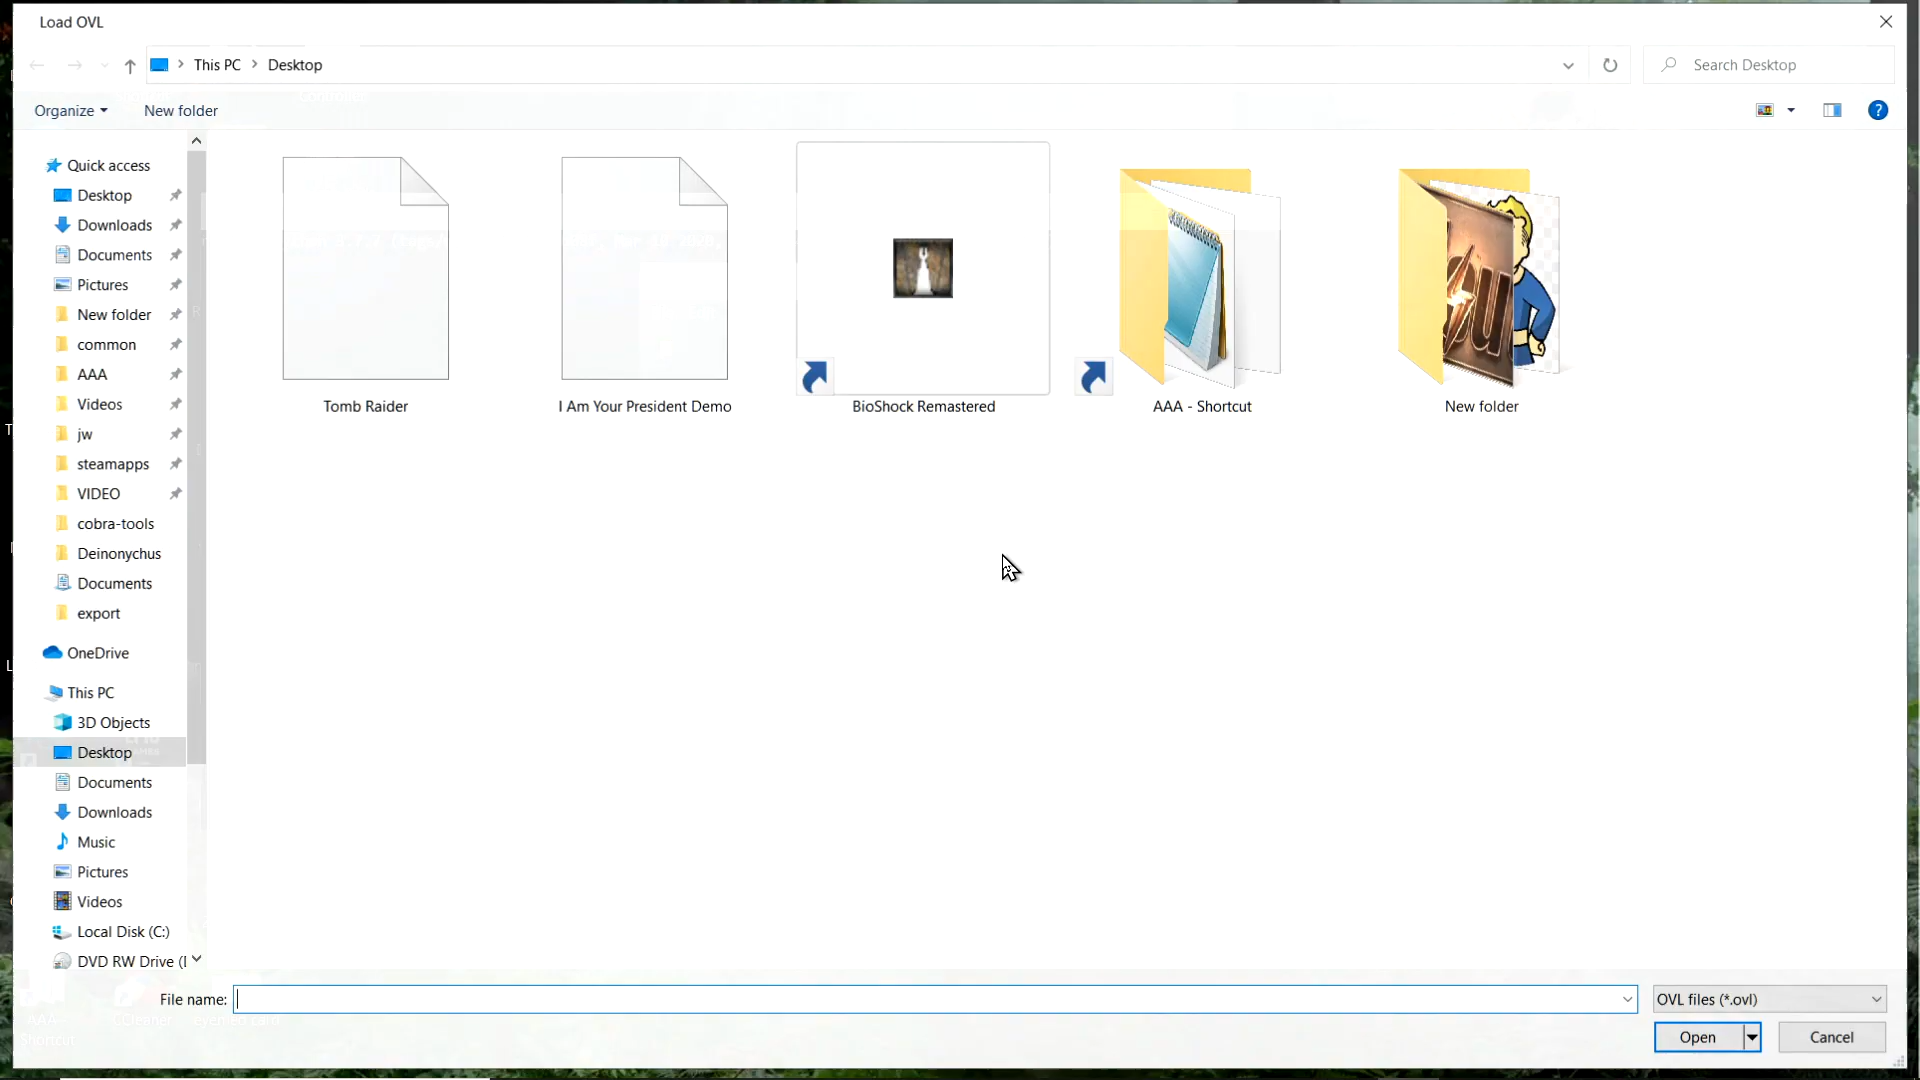 Load OVL
This PC
Desktop
Search Desktop
Organize
New folder
Quick access
Desktop
Downloads
Documents
Pictures
New folder
common
AAA
Videos
jw
steamapps
VIDEO
cobra-tools
Deinonychus
Documents
export
OneDrive
This PC
3D Objects
Desktop
Documents
Downloads
Music
Pictures
Videos
Local Disk (C:)
DVD RW Drive (
Tomb Raider
I Am Your President Demo
BioShock Remastered
AAA - Shortcut
New folder
File name:
OVL files (*.ovl)
Open
Cancel